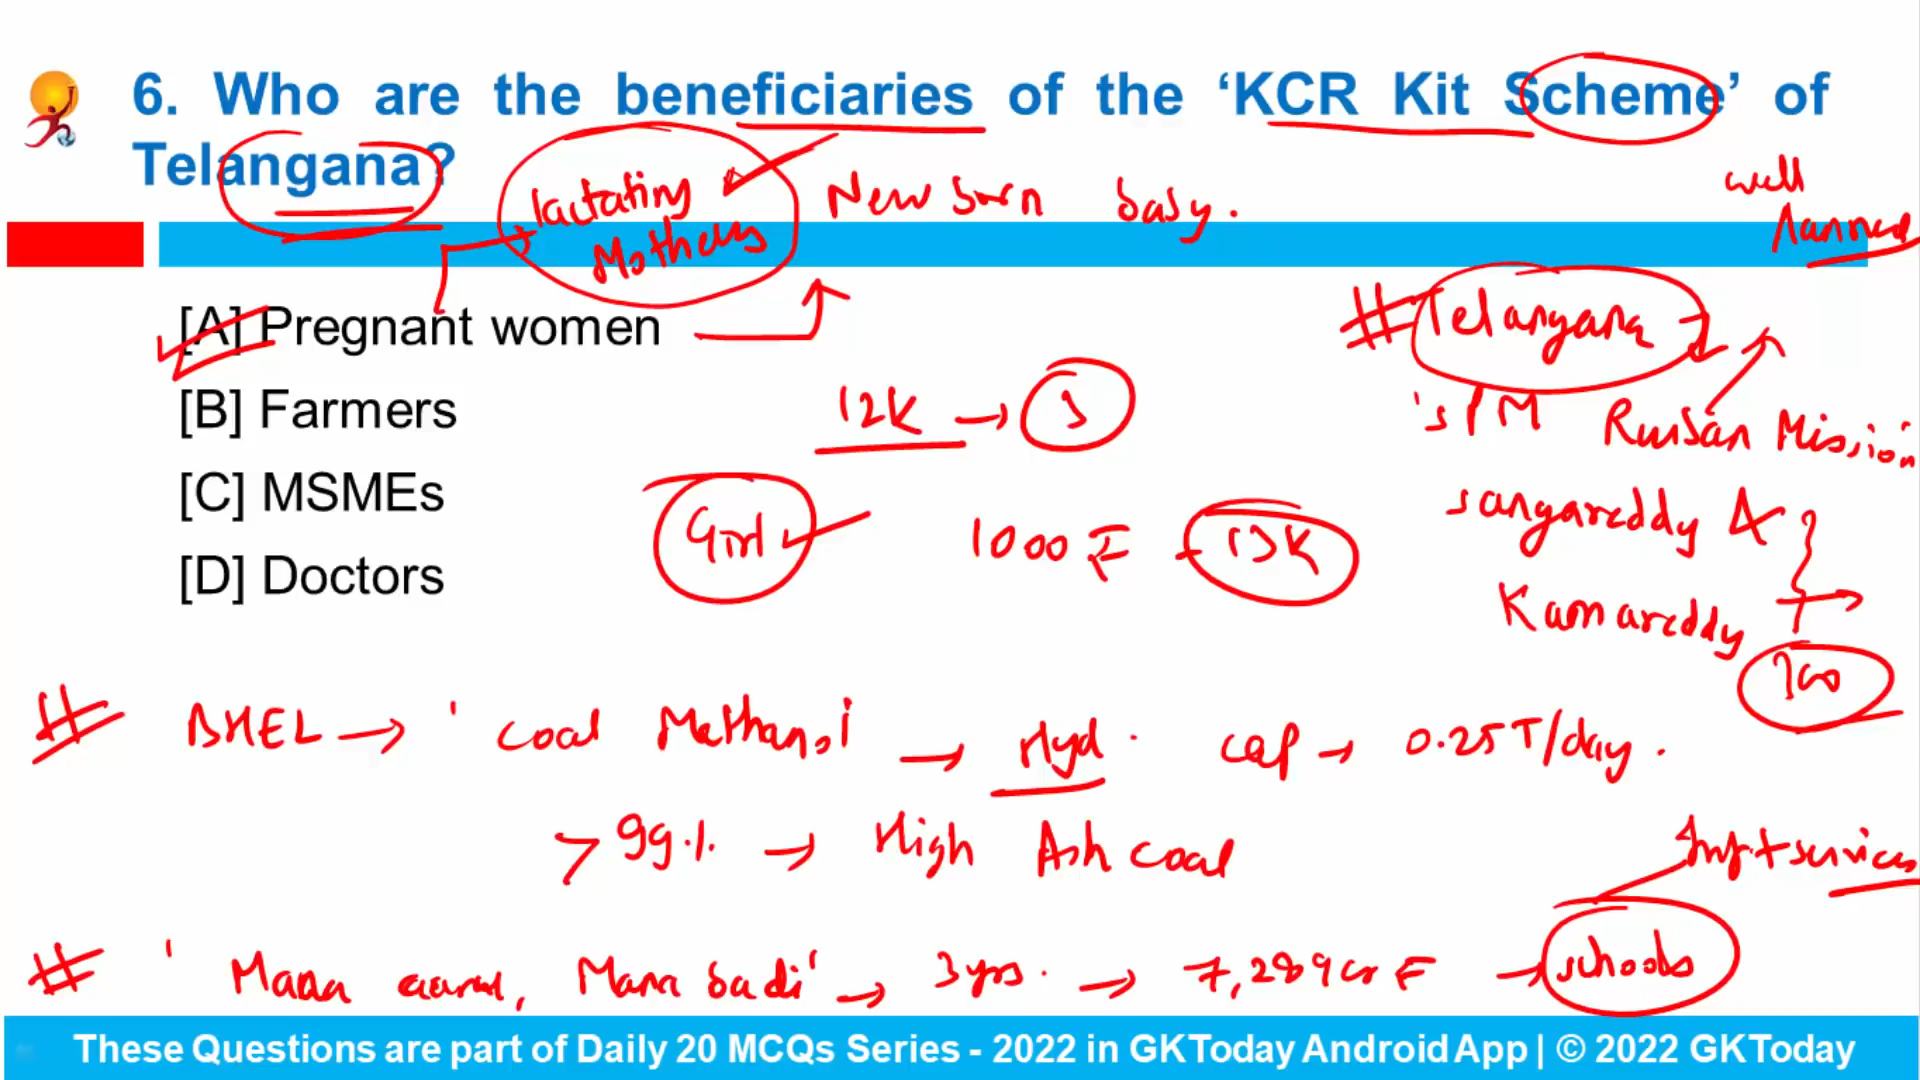 6. Who are the beneficiaries of the ‘KCR Kit Scheme’ of
Telangana?
lactating
Mothers
New born baby.
well
[A] Pregnant women
# Telangana
[B] Farmers
12K → 3
Rurban Mission
[C] MSMEs
Girl
1000 ₹ - 13K
Sangareddy &
[D] Doctors
Kamareddy
# BHEL → 'Coal Methanol → Hyd. cap → 0.25T/day.
> 99% → High Ash coal
+ services
# 'Mana Mana badi' → 3 yrs. → 7,289 cr ₹ → schools
These Questions are part of Daily 20 MCQs Series - 2022 in GKToday Android App | © 2022 GKToday